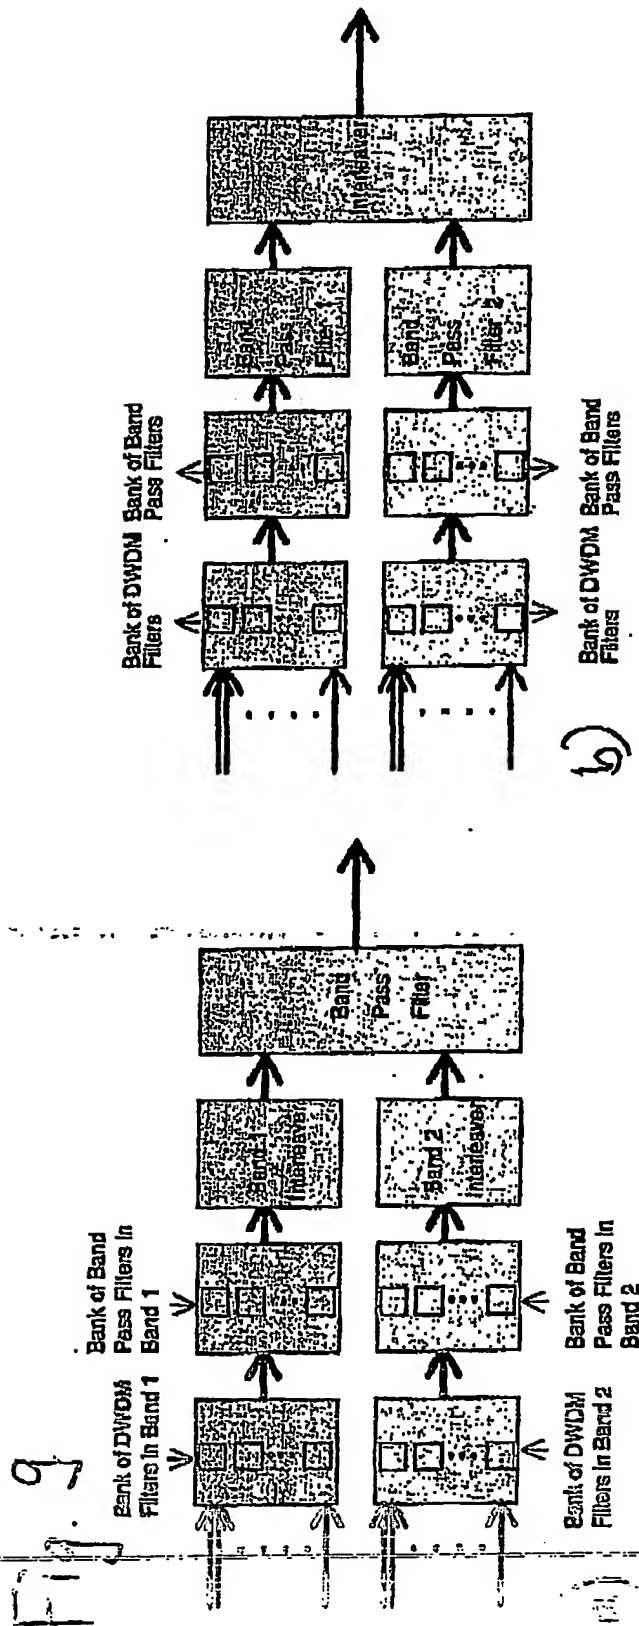 Fig. 9
Bank of DWDM
Filters in Band 1
Bank of Band
Pass Filters in
Band 1
Band 1
Interleaver
Band
Pass
Filter
Band 2
Interleaver
Bank of DWDM
Filters in Band 2
Bank of Band
Pass Filters in
Band 2
a)
Bank of DWDM
Filters
Bank of Band
Pass Filters
Band
Pass
Filter 1
Interleaver
Band
Pass
Filter 2
Bank of DWDM
Filters
Bank of Band
Pass Filters
b)